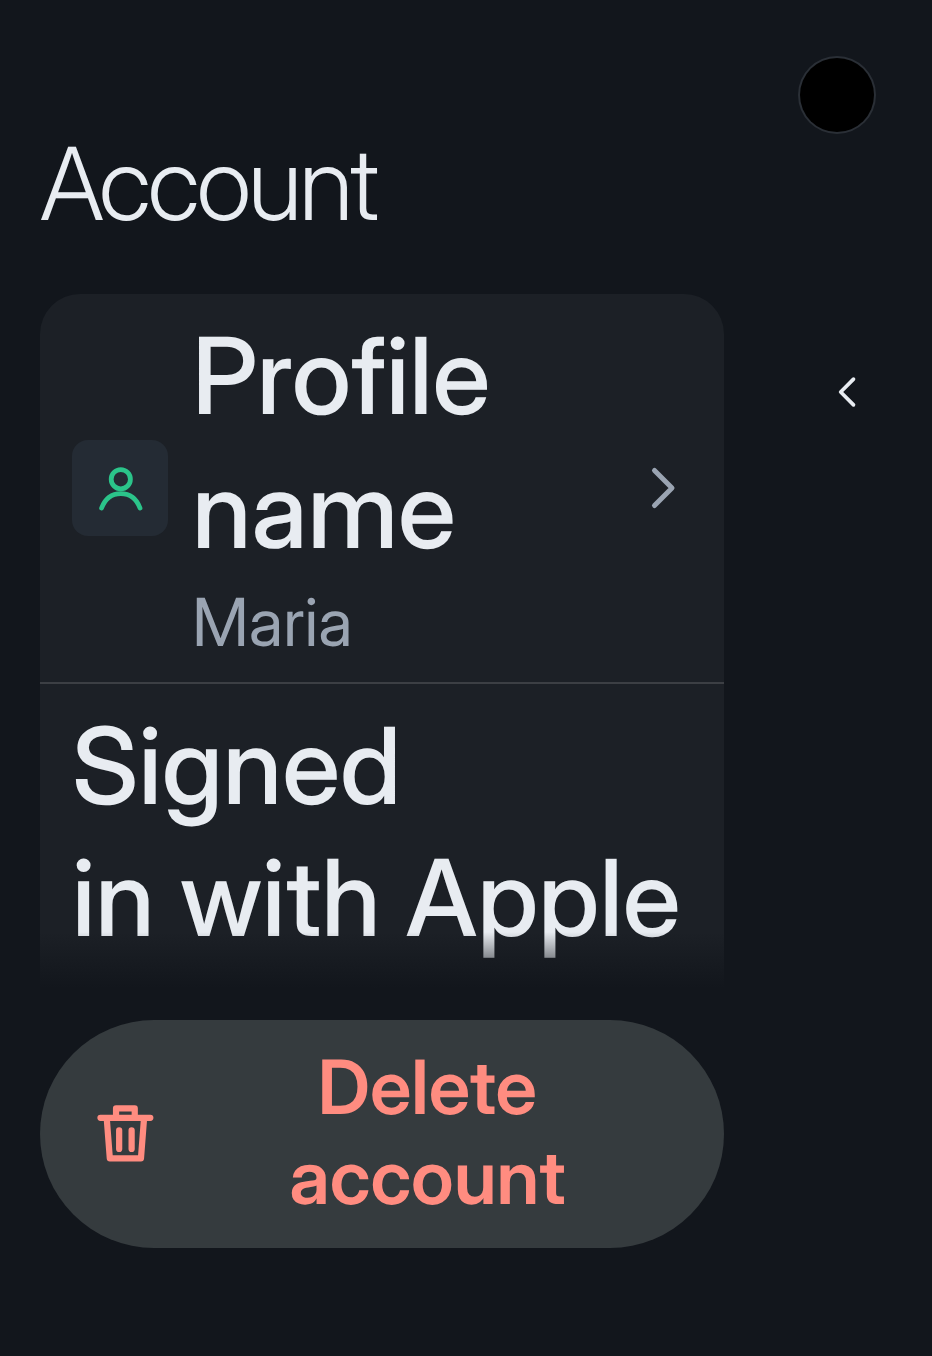 Account
Profile
name
Maria
Signed
in with Apple
Delete
account